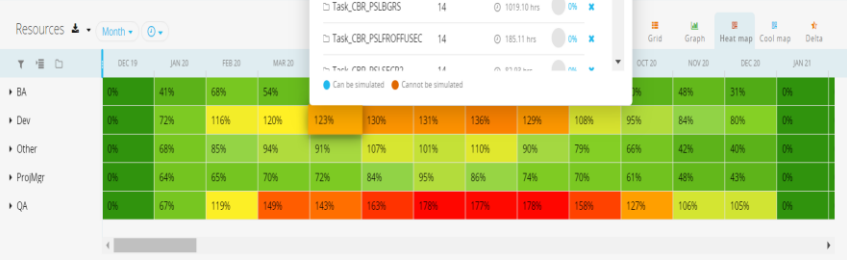 Task_CBR_PSLBGRS 14 1019.10 hrs 0%
Resources Month
Task_CBR_PSLFROFFUSEC 14 185.11 hrs 0%
Grid Graph Heat map Cool map Delta
DEC 19 JAN 20 FEB 20 MAR 20 OCT 20 NOV 20 DEC 20 JAN 21
Can be simulated Cannot be simulated
BA 0% 41% 68% 54% 48% 31% 0%
Dev 0% 72% 116% 120% 123% 130% 131% 136% 129% 108% 95% 84% 80% 0%
Other 0% 68% 85% 94% 91% 107% 101% 110% 90% 79% 66% 42% 40% 0%
ProjMgr 0% 64% 65% 70% 72% 84% 95% 86% 74% 70% 61% 48% 43% 0%
QA 0% 67% 119% 149% 143% 163% 178% 177% 178% 158% 127% 106% 105% 0%